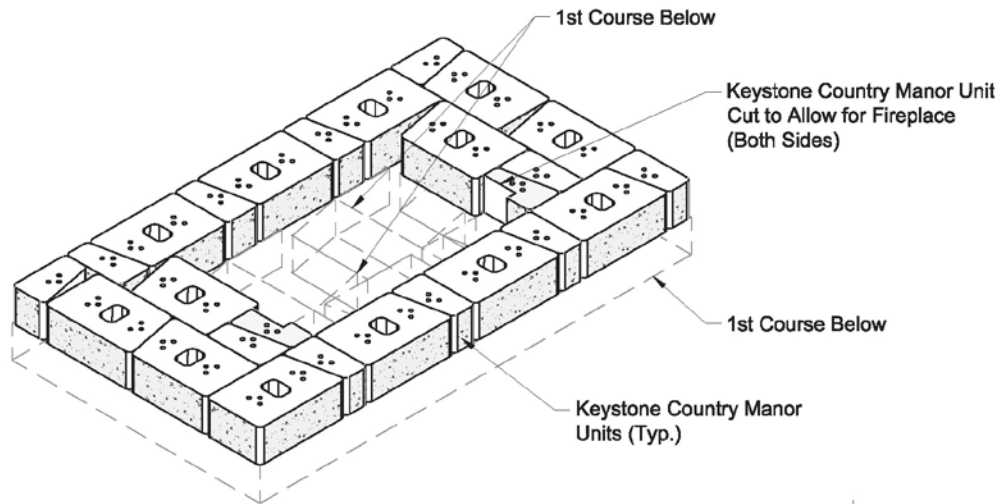 1st Course Below
Keystone Country Manor Unit
Cut to Allow for Fireplace
(Both Sides)
1st Course Below
Keystone Country Manor
Units (Typ.)